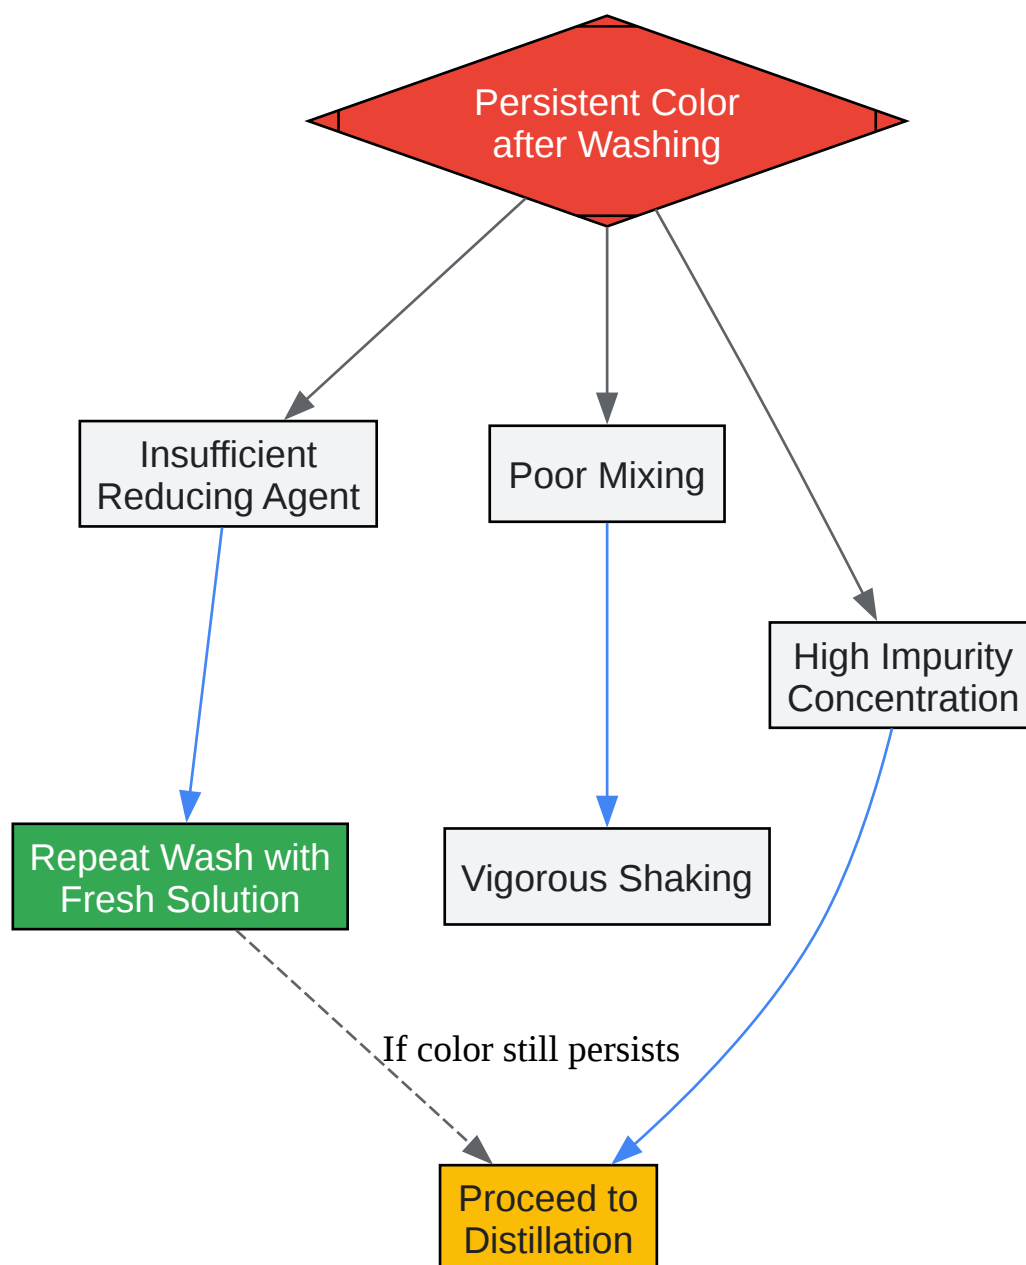 Persistent Color
after Washing
Insufficient
Reducing Agent
Poor Mixing
High Impurity
Concentration
Repeat Wash with
Fresh Solution
Vigorous Shaking
If color still persists
Proceed to
Distillation